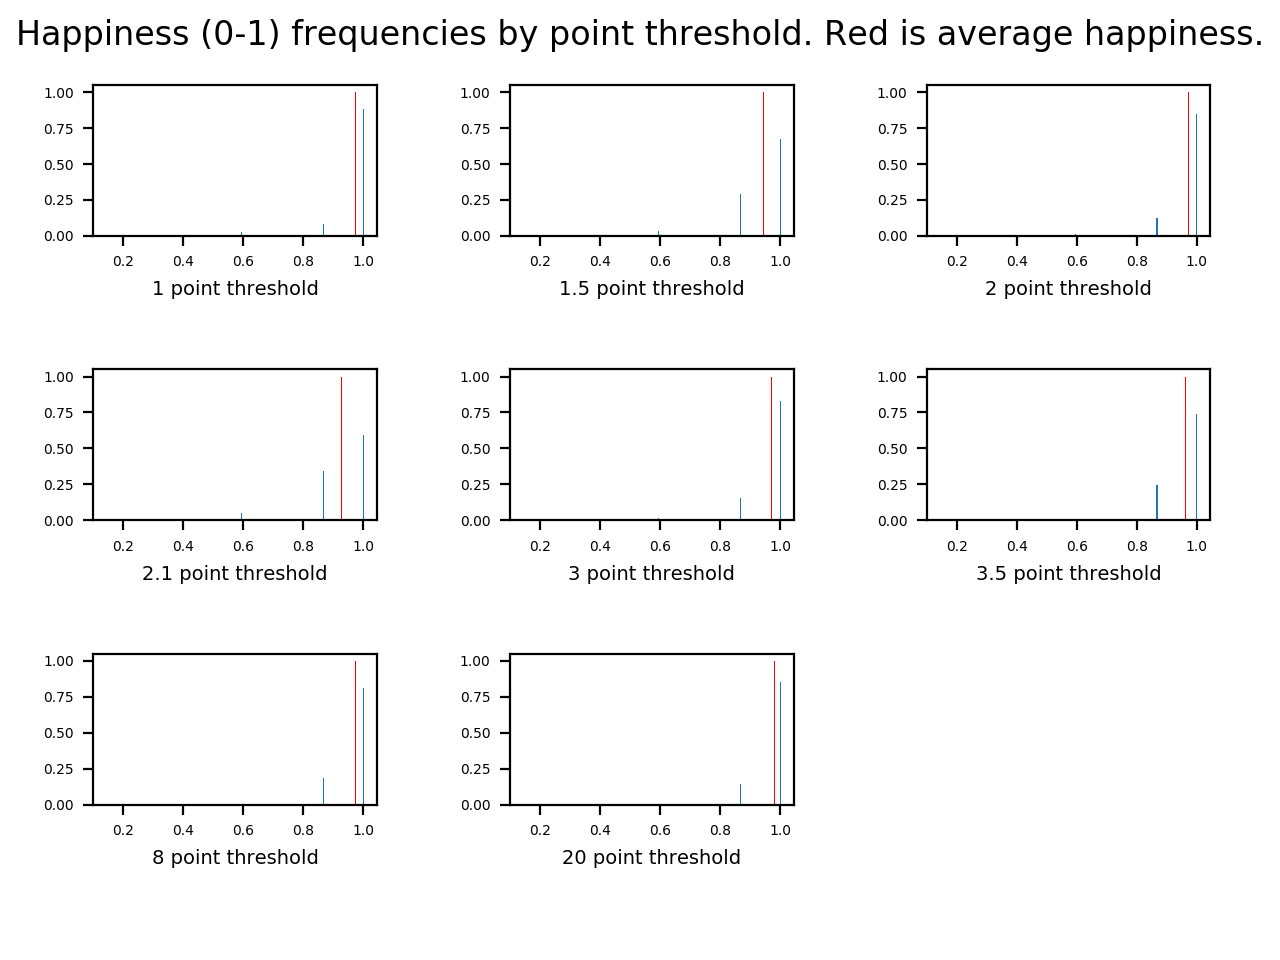 Happiness (0-1) frequencies by point threshold. Red is average happiness.
1.00 1.00 1.00
0.75 0.75 0.75
0.50 0.50 0.50
0.25 0.25 0.25
0.00 0.00 0.00
0.2 0.4 0.6 0.8 1.0 0.2 0.4 0.6 0.8 1.0 0.2 0.4 0.6 0.8 1.0
1 point threshold 1.5 point threshold 2 point threshold
1.00 1.00 1.00
0.75 0.75 0.75
0.50 0.50 0.50
0.25 0.25 0.25
0.00 0.00 0.00
0.2 0.4 0.6 0.8 1.0 0.2 0.4 0.6 0.8 1.0 0.2 0.4 0.6 0.8 1.0
2.1 point threshold 3 point threshold 3.5 point threshold
1.00 1.00
0.75 0.75
0.50 0.50
0.25 0.25
0.00 0.00
0.2 0.4 0.6 0.8 1.0 0.2 0.4 0.6 0.8 1.0
8 point threshold 20 point threshold